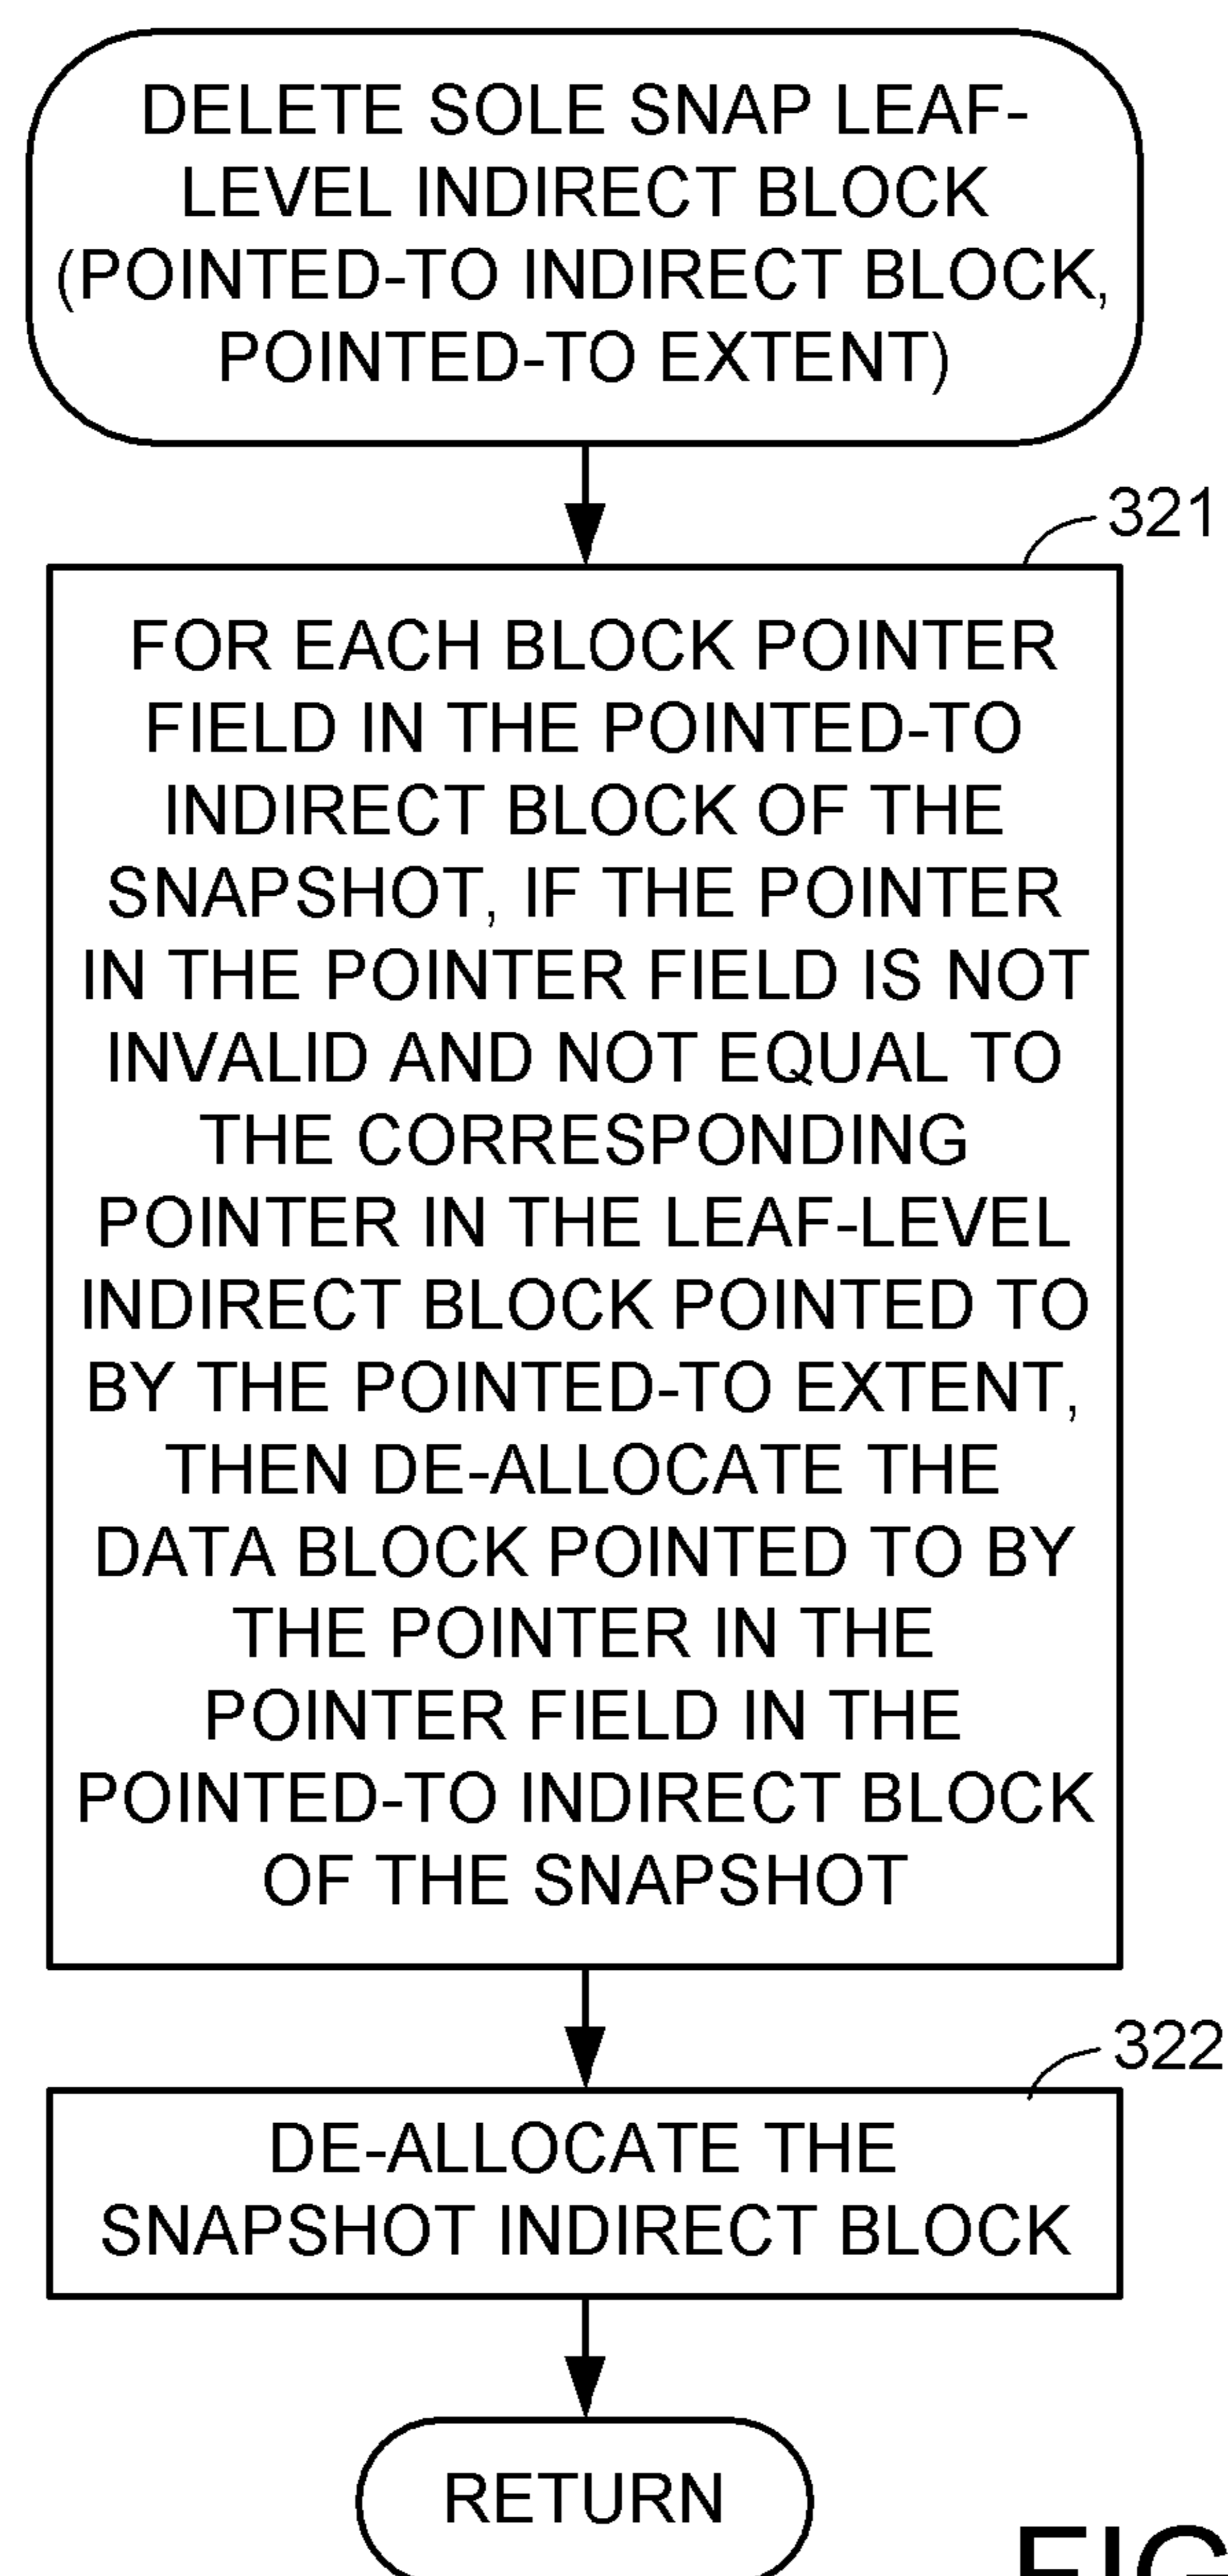 DELETE SOLE SNAP LEAF-
LEVEL INDIRECT BLOCK
(POINTED-TO INDIRECT BLOCK,
POINTED-TO EXTENT)
321
FOR EACH BLOCK POINTER
FIELD IN THE POINTED-TO
INDIRECT BLOCK OF THE
SNAPSHOT, IF THE POINTER
IN THE POINTER FIELD IS NOT
INVALID AND NOT EQUAL TO
THE CORRESPONDING
POINTER IN THE LEAF-LEVEL
INDIRECT BLOCK POINTED TO
BY THE POINTED-TO EXTENT,
THEN DE-ALLOCATE THE
DATA BLOCK POINTED TO BY
THE POINTER IN THE
POINTER FIELD IN THE
POINTED-TO INDIRECT BLOCK
OF THE SNAPSHOT
322
DE-ALLOCATE THE
SNAPSHOT INDIRECT BLOCK
RETURN
FIG